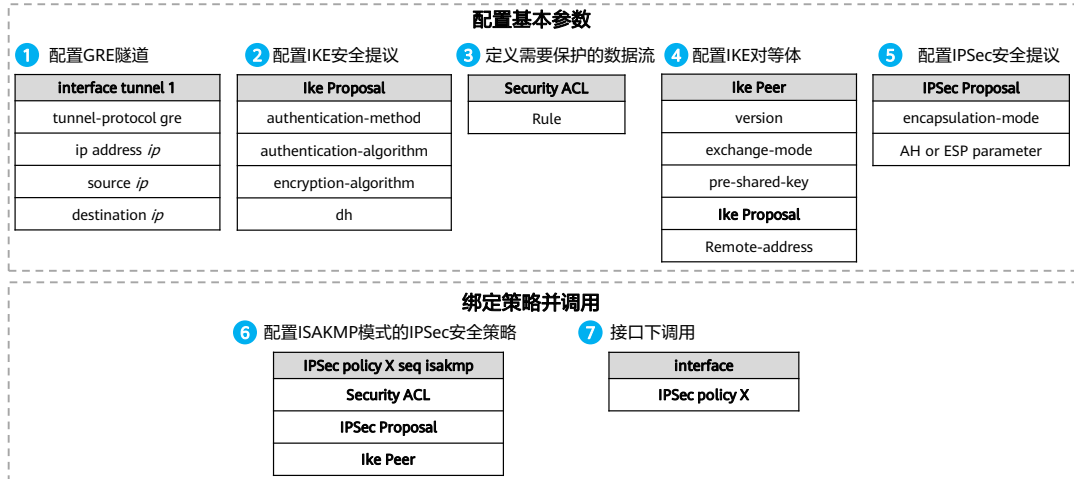 配置基本参数
1 配置GRE隧道
interface tunnel 1
tunnel-protocol gre
ip address ip
source ip
destination ip
2 配置IKE安全提议
Ike Proposal
authentication-method
authentication-algorithm
encryption-algorithm
dh
3 定义需要保护的数据流
Security ACL
Rule
4 配置IKE对等体
Ike Peer
version
exchange-mode
pre-shared-key
Ike Proposal
Remote-address
5 配置IPSec安全提议
IPSec Proposal
encapsulation-mode
AH or ESP parameter
绑定策略并调用
6 配置ISAKMP模式的IPSec安全策略
IPSec policy X seq isakmp
Security ACL
IPSec Proposal
Ike Peer
7 接口下调用
interface
IPSec policy X